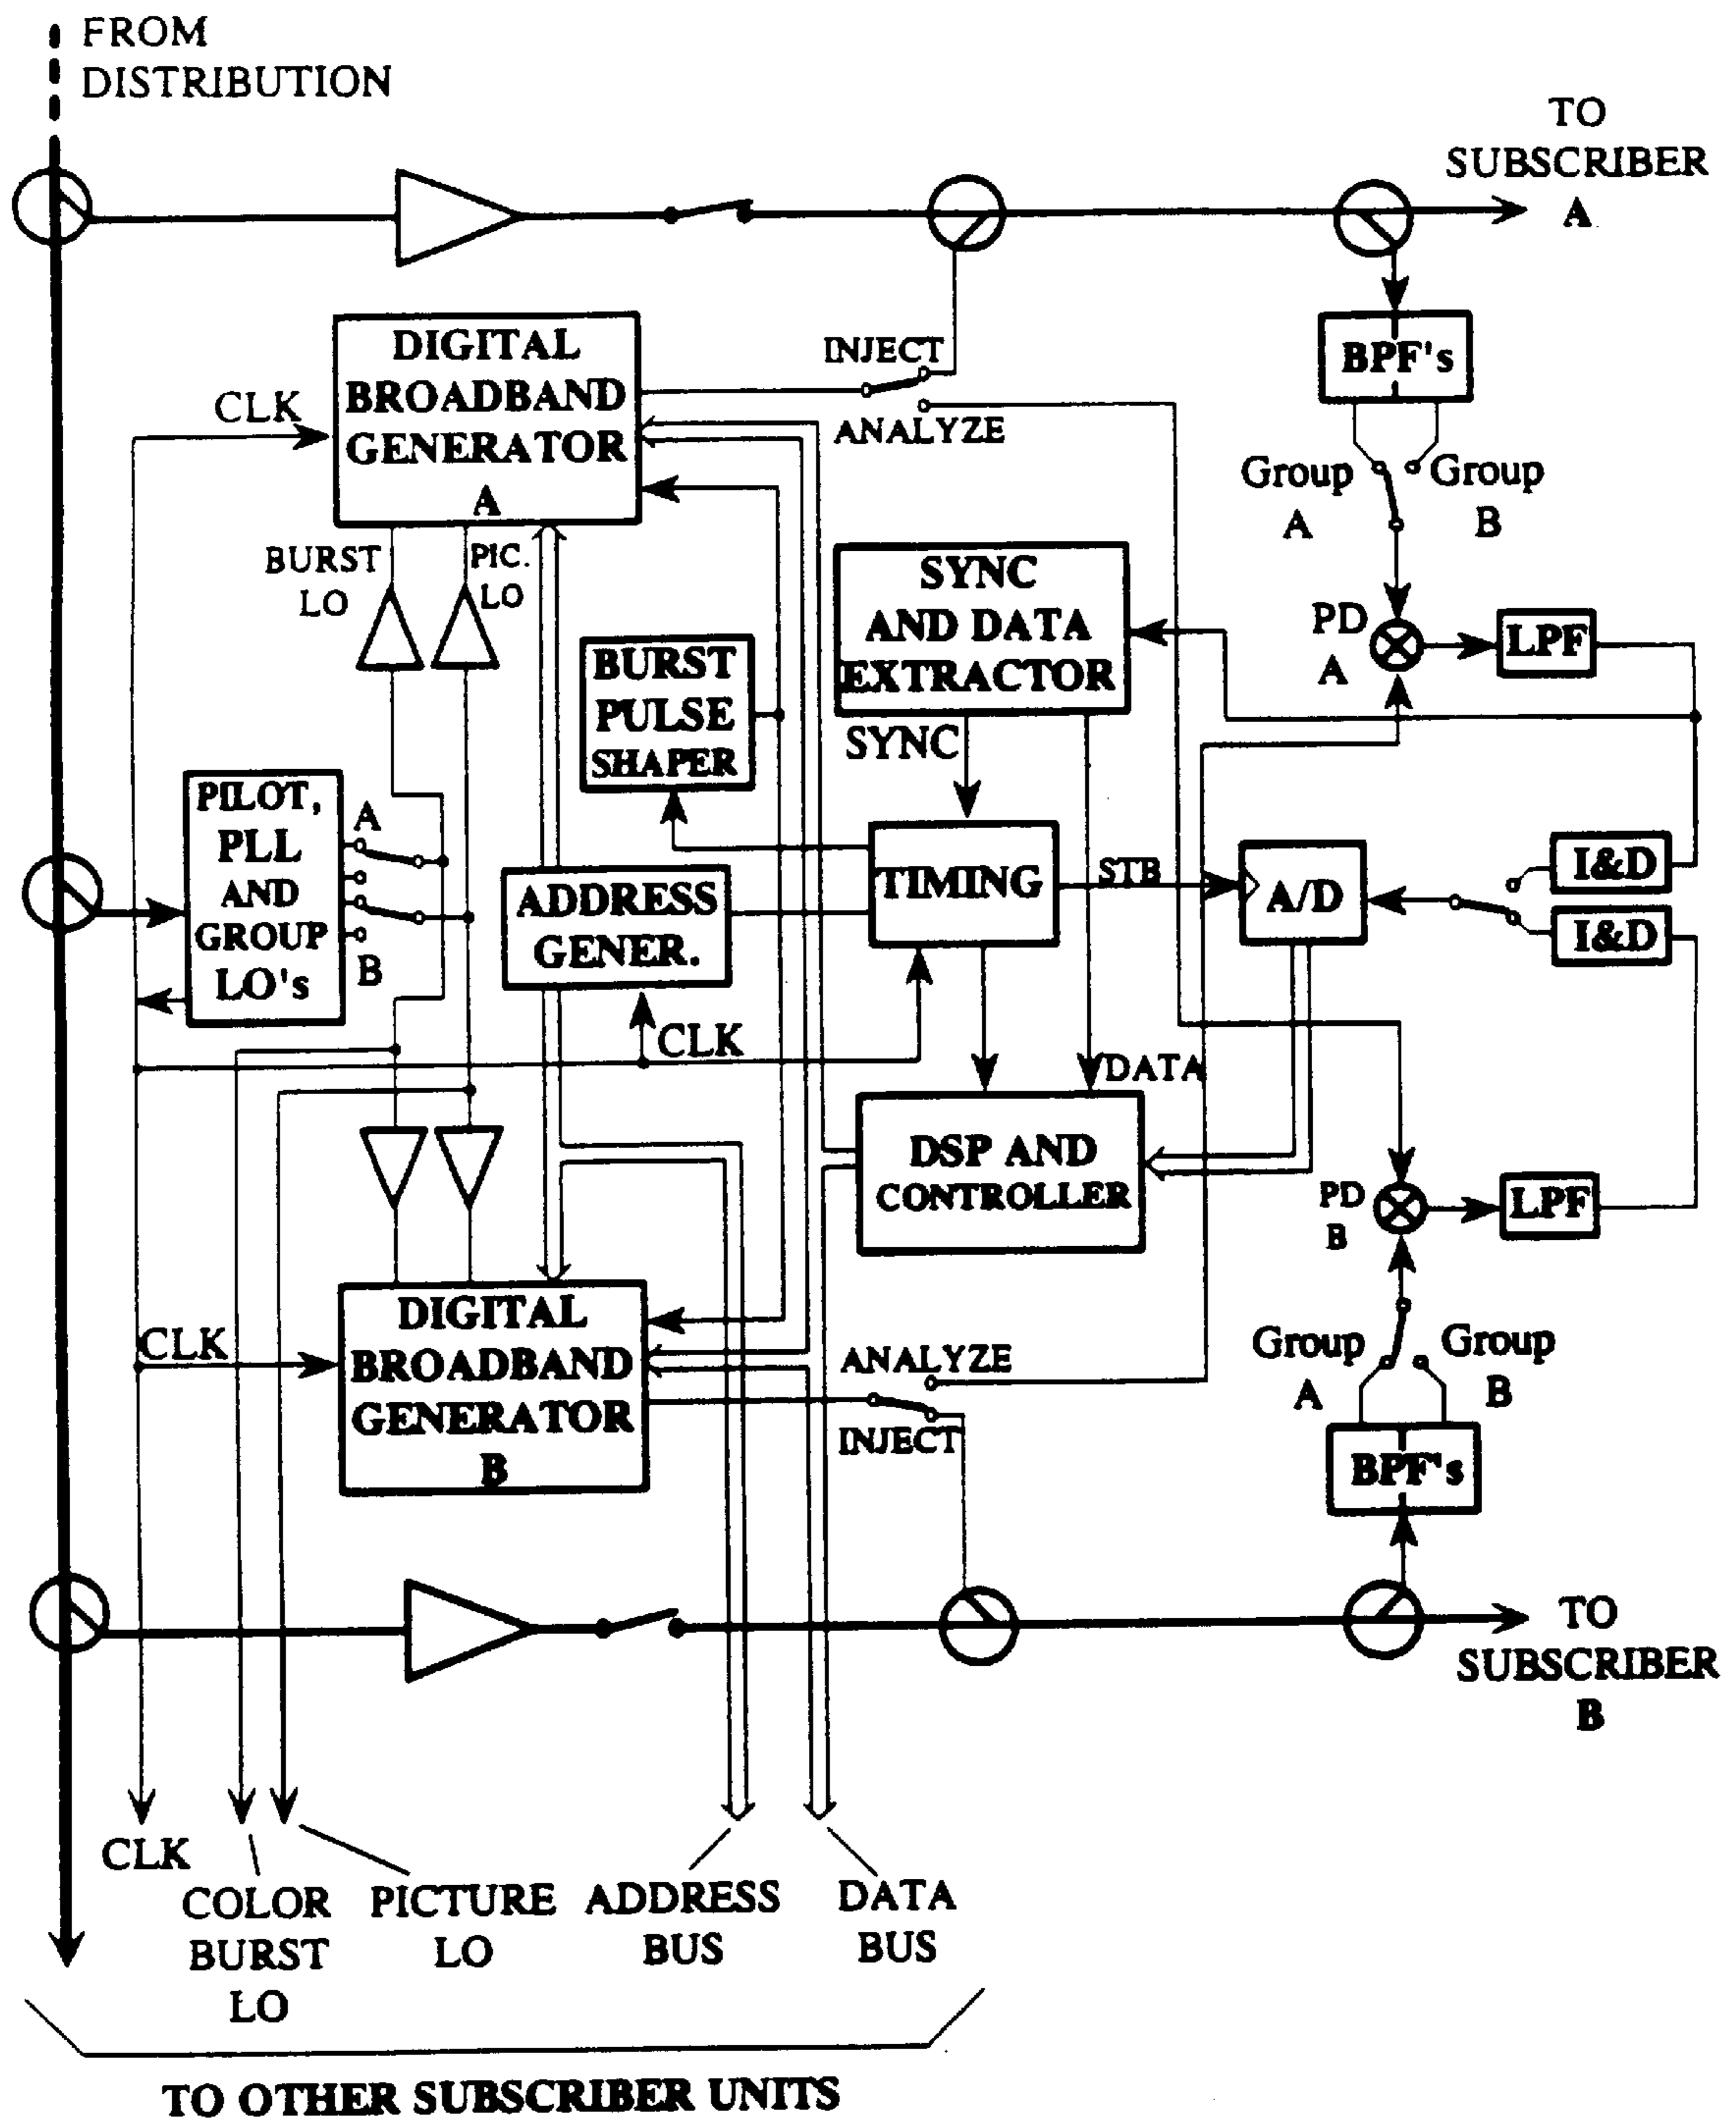 FROM
DISTRIBUTION
TO
SUBSCRIBER
A
DIGITAL
BROADBAND
GENERATOR
A
CLK
INJECT
ANALYZE
BPF's
Group
A
Group
B
BURST
LO
PIC.
LO
SYNC
AND DATA
EXTRACTOR
PD
A
LPF
BURST
PULSE
SHAPER
SYNC
PILOT,
PLL
AND
GROUP
LO's
A
B
TIMING
STB
A/D
I&D
I&D
ADDRESS
GENER.
CLK
DATA
DSP AND
CONTROLLER
PD
B
LPF
DIGITAL
BROADBAND
GENERATOR
B
CLK
ANALYZE
INJECT
Group
A
Group
B
BPF's
TO
SUBSCRIBER
B
CLK
COLOR
BURST
LO
PICTURE
LO
ADDRESS
BUS
DATA
BUS
TO OTHER SUBSCRIBER UNITS